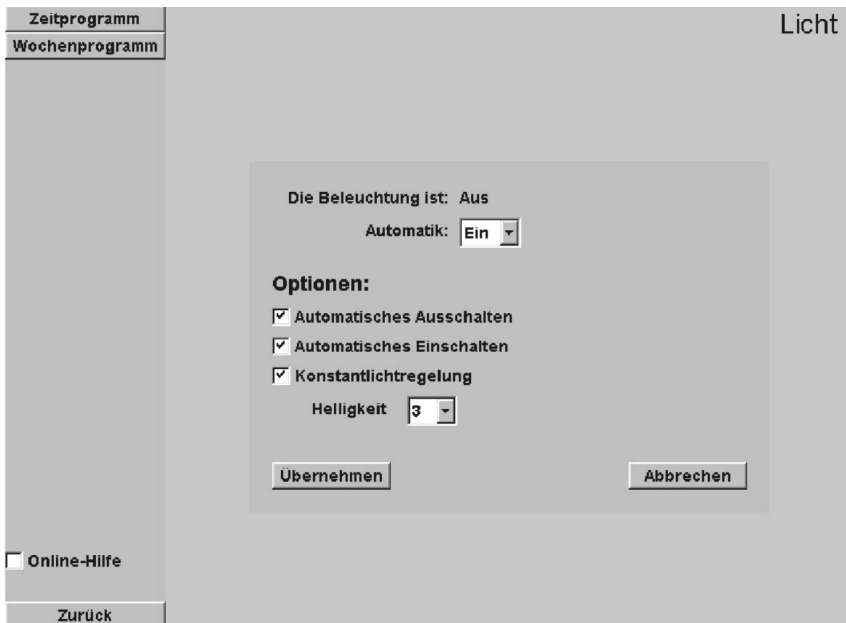 Zeitprogramm
Wochenprogramm
Licht
Die Beleuchtung ist: Aus
Automatik: Ein
Optionen:
Automatisches Ausschalten
Automatisches Einschalten
Konstantlichtregelung
Helligkeit 3
Übernehmen Abbrechen
Online-Hilfe
Zurück